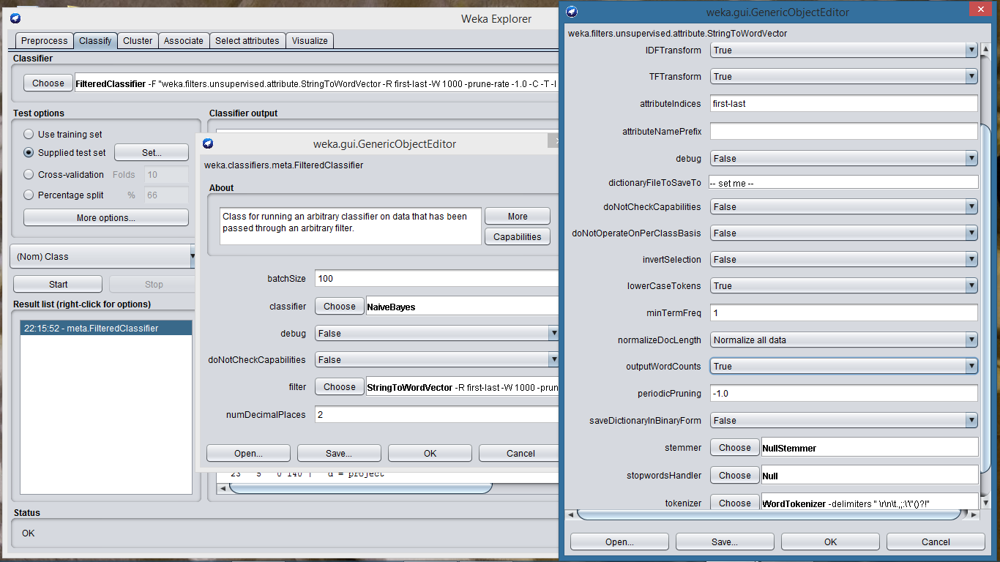 Weka Explorer
Preprocess Classify Cluster Associate Select attributes Visualize
Classifier
Choose FilteredClassifier -F "weka.filters.unsupervised.attribute.StringToWordVector -R first-last -W 1000 -prune-rate -1.0 -C -T -I
Test options
Use training set
Supplied test set Set...
Cross-validation Folds 10
Percentage split % 66
More options...
(Nom) Class
Start Stop
Result list (right-click for options)
22:15:52 - meta.FilteredClassifier
Classifier output
23 5 0 140 | d = project
Status
OK
weka.gui.GenericObjectEditor
weka.classifiers.meta.FilteredClassifier
About
Class for running an arbitrary classifier on data that has been
passed through an arbitrary filter.
More
Capabilities
batchSize 100
classifier Choose NaiveBayes
debug False
doNotCheckCapabilities False
filter Choose StringToWordVector -R first-last -W 1000 -prun
numDecimalPlaces 2
Open... Save... OK Cancel
weka.gui.GenericObjectEditor
weka.filters.unsupervised.attribute.StringToWordVector
IDFTransform True
TFTransform True
attributeIndices first-last
attributeNamePrefix
debug False
dictionaryFileToSaveTo -- set me --
doNotCheckCapabilities False
doNotOperateOnPerClassBasis False
invertSelection False
lowerCaseTokens True
minTermFreq 1
normalizeDocLength Normalize all data
outputWordCounts True
periodicPruning -1.0
saveDictionaryInBinaryForm False
stemmer Choose NullStemmer
stopwordsHandler Choose Null
tokenizer Choose WordTokenizer -delimiters " \r\n\t.,;:\'\"()?!"
Open... Save... OK Cancel